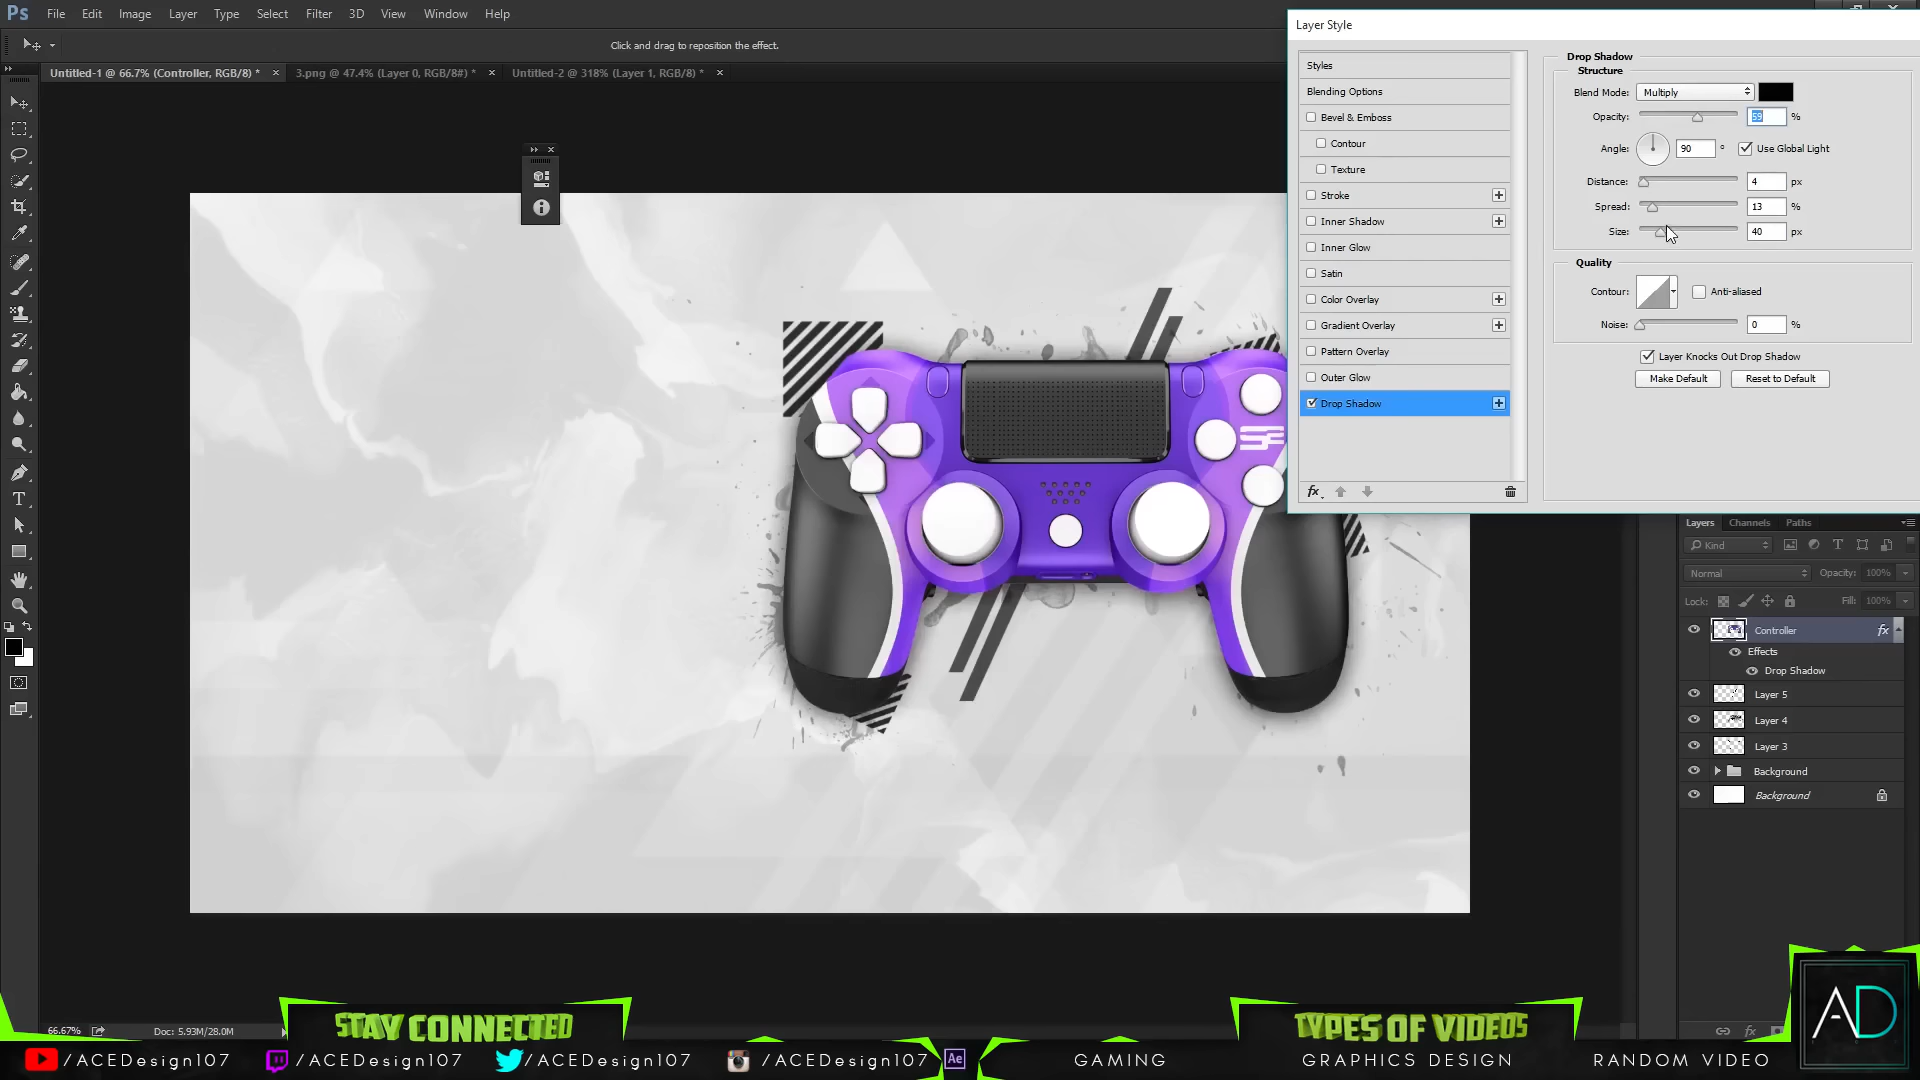 Ps File Edit Image Layer Type Select Filter 3D View Window Help
Click and drag to reposition the effect.
Untitled-1 @ 66.7% (Controller, RGB/8) * × 3.png @ 47.4% (Layer 0, RGB/8#) * × Untitled-2 @ 318% (Layer 1, RGB/8) * ×
Layer Style
Styles
Blending Options
Bevel & Emboss
Contour
Texture
Stroke
Inner Shadow
Inner Glow
Satin
Color Overlay
Gradient Overlay
Pattern Overlay
Outer Glow
Drop Shadow
fx
Drop Shadow
Structure
Blend Mode: Multiply
Opacity: 59 %
Angle: 90 ° Use Global Light
Distance: 4 px
Spread: 13 %
Size: 40 px
Quality
Contour: Anti-aliased
Noise: 0 %
Layer Knocks Out Drop Shadow
Make Default Reset to Default
SF
Layers Channels Paths
Kind
Normal Opacity: 100%
Lock: Fill: 100%
Controller fx
Effects
Drop Shadow
Layer 5
Layer 4
Layer 3
Background
Background
fx
66.67% Doc: 5.93M/28.0M
STAY CONNECTED
TYPES OF VIDEOS
AD
/ACEDesign107 /ACEDesign107 /ACEDesign107 /ACEDesign107 Ae GAMING GRAPHICS DESIGN RANDOM VIDEO